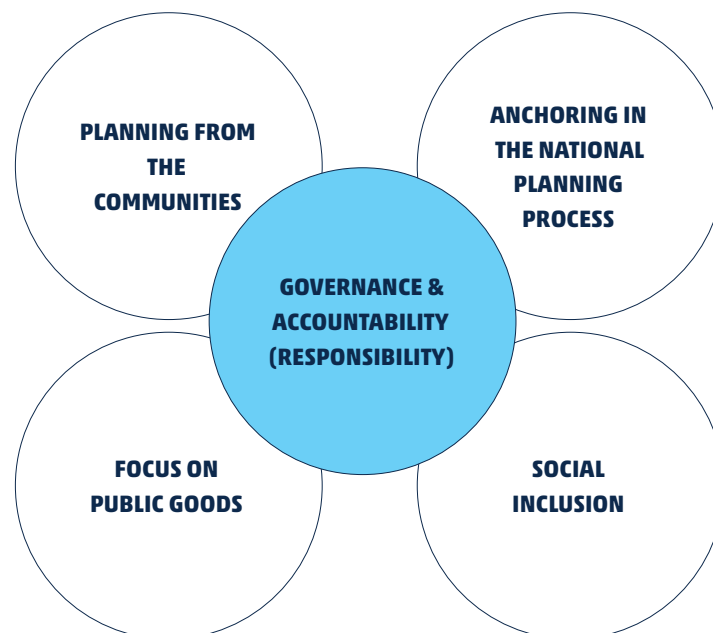 PLANNING FROM
THE
COMMUNITIES
ANCHORING IN
THE NATIONAL
PLANNING
PROCESS
GOVERNANCE &
ACCOUNTABILITY
(RESPONSIBILITY)
FOCUS ON
PUBLIC GOODS
SOCIAL
INCLUSION